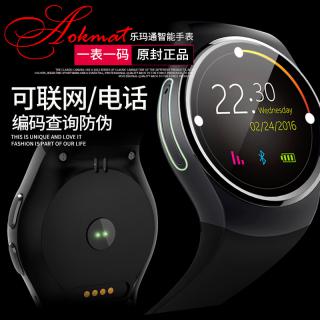 Aokmat
乐玛通智能手表
一表一码 原封正品
可联网/电话
编码查询防伪
THIS IS UNIQUE AND LOVE IT
FASHION IS PART OF OUR LIFE
22.30
Wednesday
02/24/2016